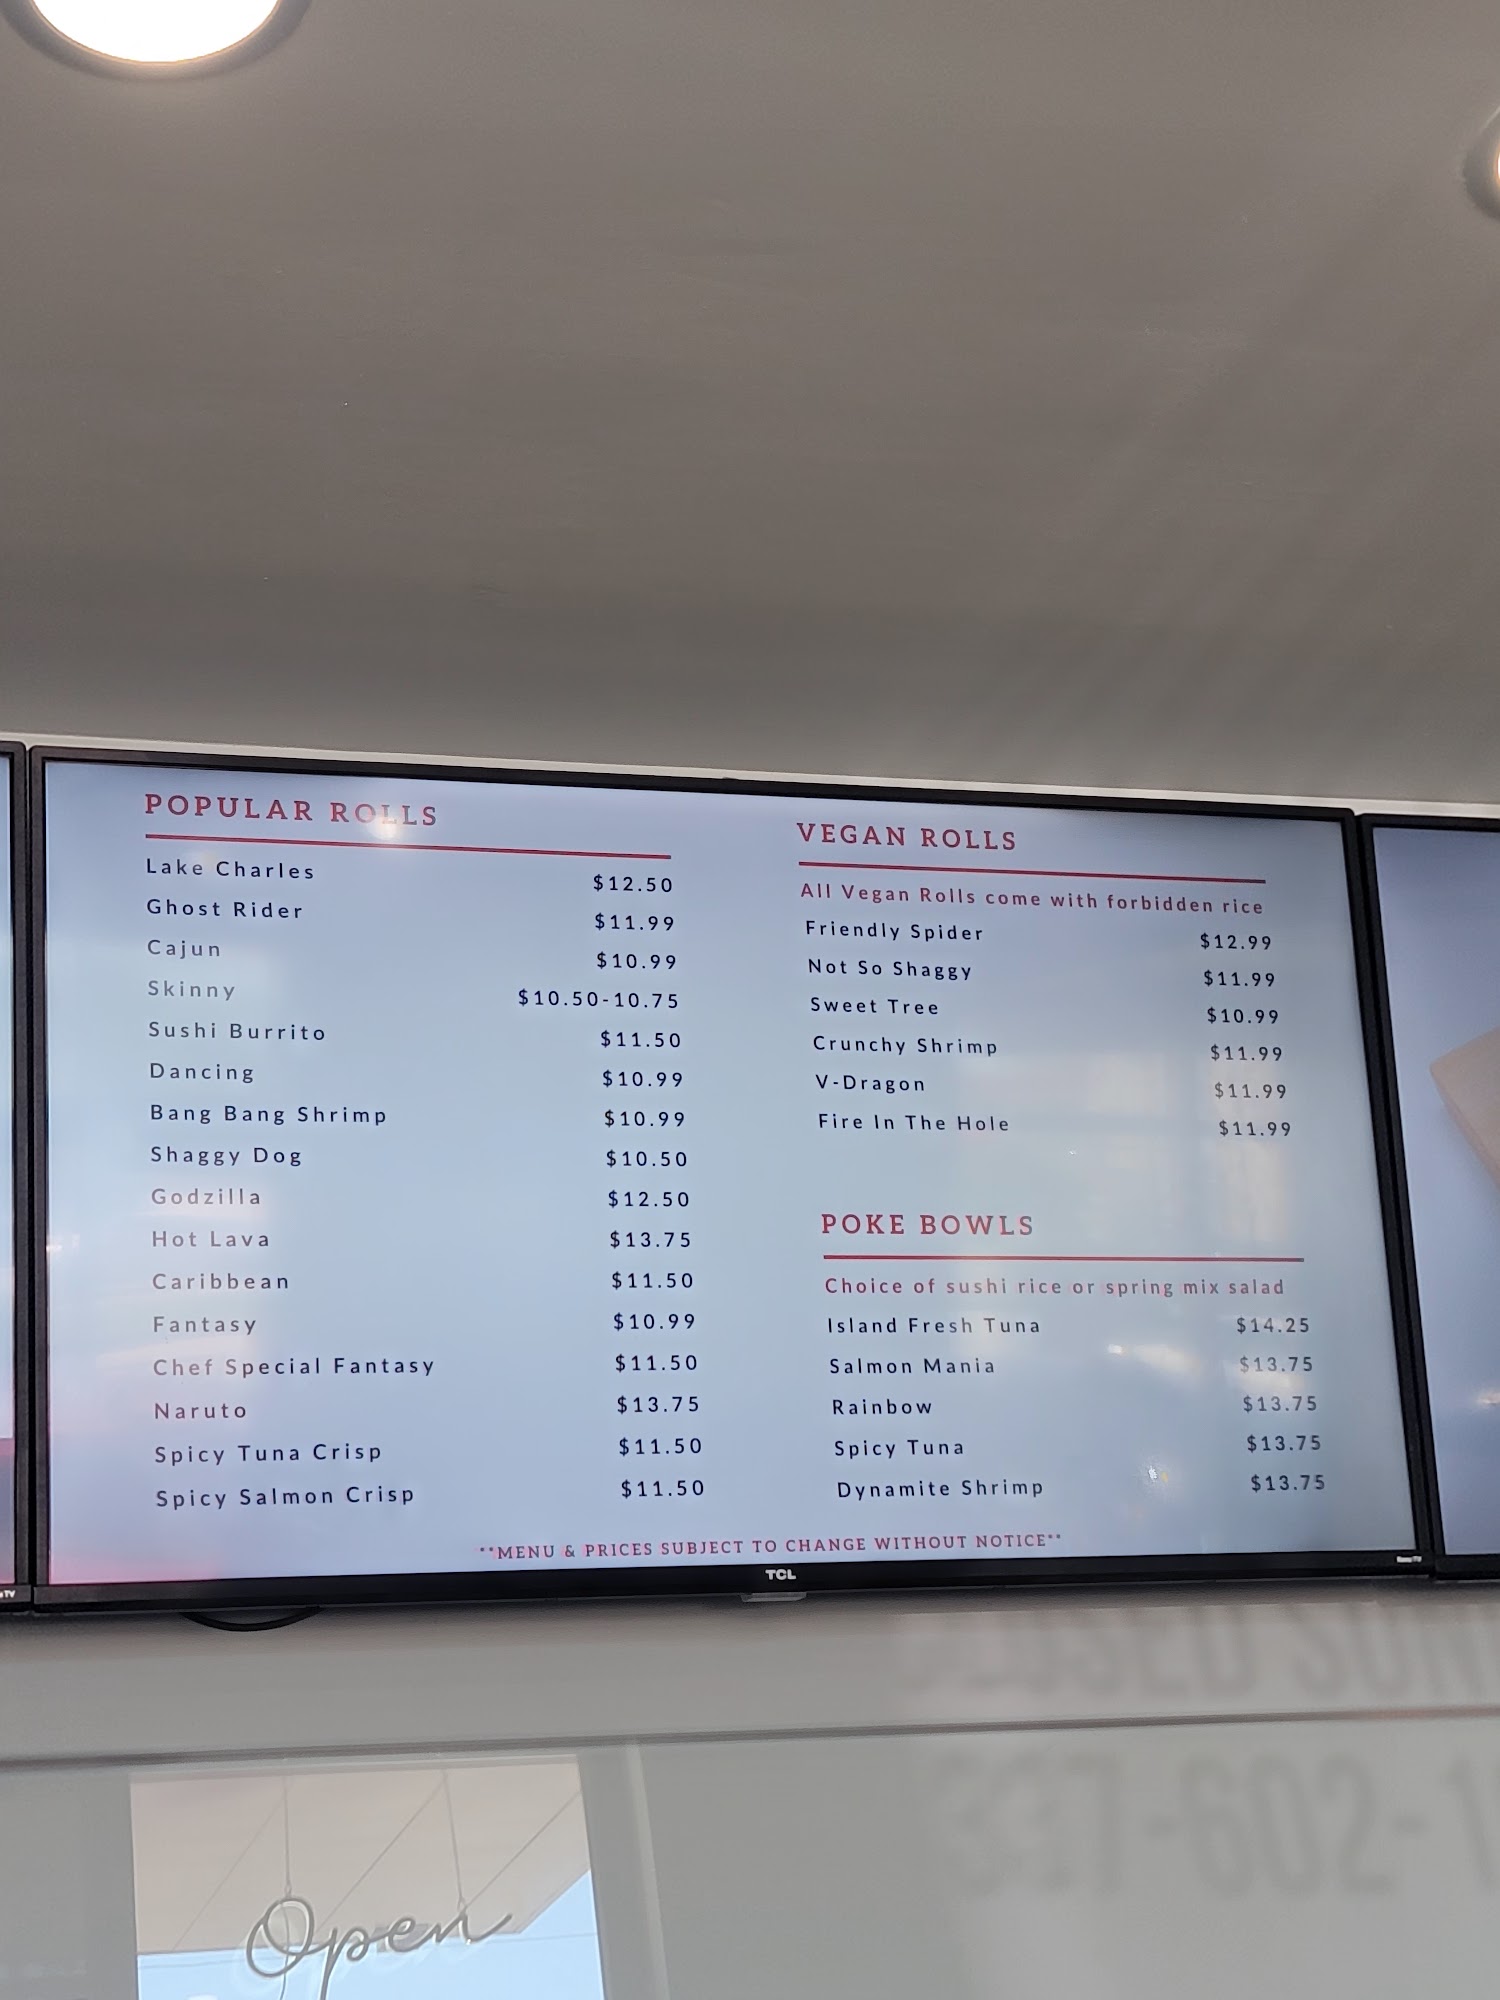 POPULAR ROLLS
Lake Charles $12.50
Ghost Rider $11.99
Cajun $10.99
Skinny $10.50-10.75
Sushi Burrito $11.50
Dancing $10.99
Bang Bang Shrimp $10.99
Shaggy Dog $10.50
Godzilla $12.50
Hot Lava $13.75
Caribbean $11.50
Fantasy $10.99
Chef Special Fantasy $11.50
Naruto $13.75
Spicy Tuna Crisp $11.50
Spicy Salmon Crisp $11.50
VEGAN ROLLS
All Vegan Rolls come with forbidden rice
Friendly Spider $12.99
Not So Shaggy $11.99
Sweet Tree $10.99
Crunchy Shrimp $11.99
V-Dragon $11.99
Fire In The Hole $11.99
POKE BOWLS
Choice of sushi rice or spring mix salad
Island Fresh Tuna $14.25
Salmon Mania $13.75
Rainbow $13.75
Spicy Tuna $13.75
Dynamite Shrimp $13.75
**MENU & PRICES SUBJECT TO CHANGE WITHOUT NOTICE**
TCL
TV
CLOSED SUN
337-602-1
Open